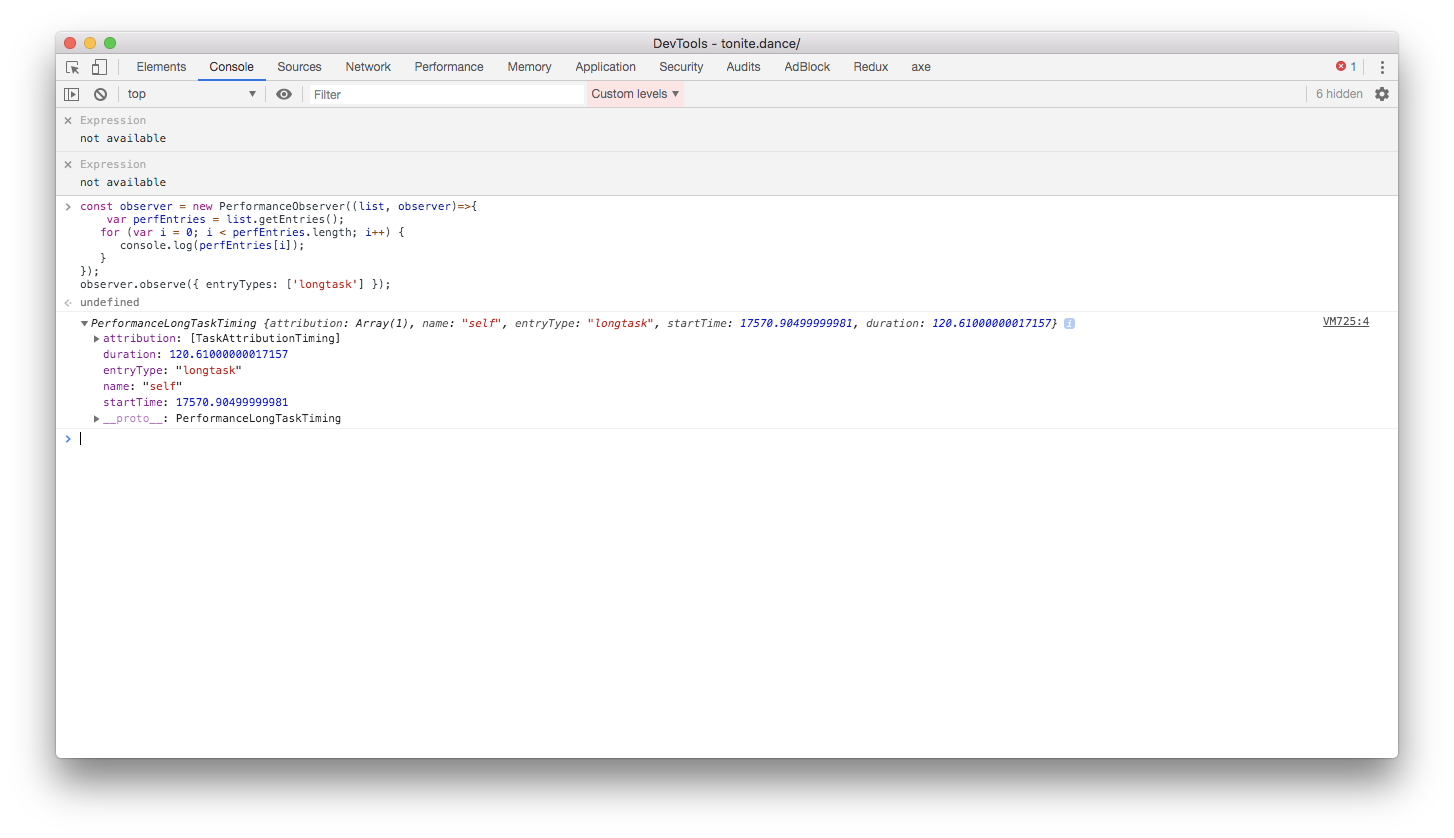 DevTools - tonite.dance/
Elements Console Sources Network Performance Memory Application Security Audits AdBlock Redux axe 1
top Filter Custom levels 6 hidden
Expression
not available
Expression
not available
const observer = new PerformanceObserver((list, observer)=>{
var perfEntries = list.getEntries();
for (var i = 0; i < perfEntries.length; i++) {
console.log(perfEntries[i]);
}
});
observer.observe({ entryTypes: ['longtask'] });
undefined
PerformanceLongTaskTiming {attribution: Array(1), name: "self", entryType: "longtask", startTime: 17570.90499999981, duration: 120.61000000017157} i VM725:4
attribution: [TaskAttributionTiming]
duration: 120.61000000017157
entryType: "longtask"
name: "self"
startTime: 17570.90499999981
__proto__: PerformanceLongTaskTiming